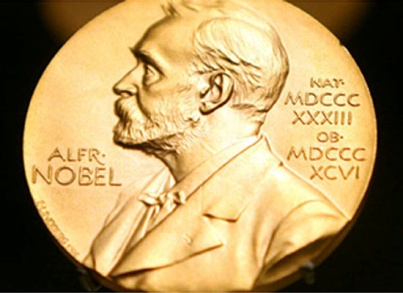 ALFR·
NOBEL
NAT·
MDCCC
XXXIII
OB·
MDCCC
XCVI